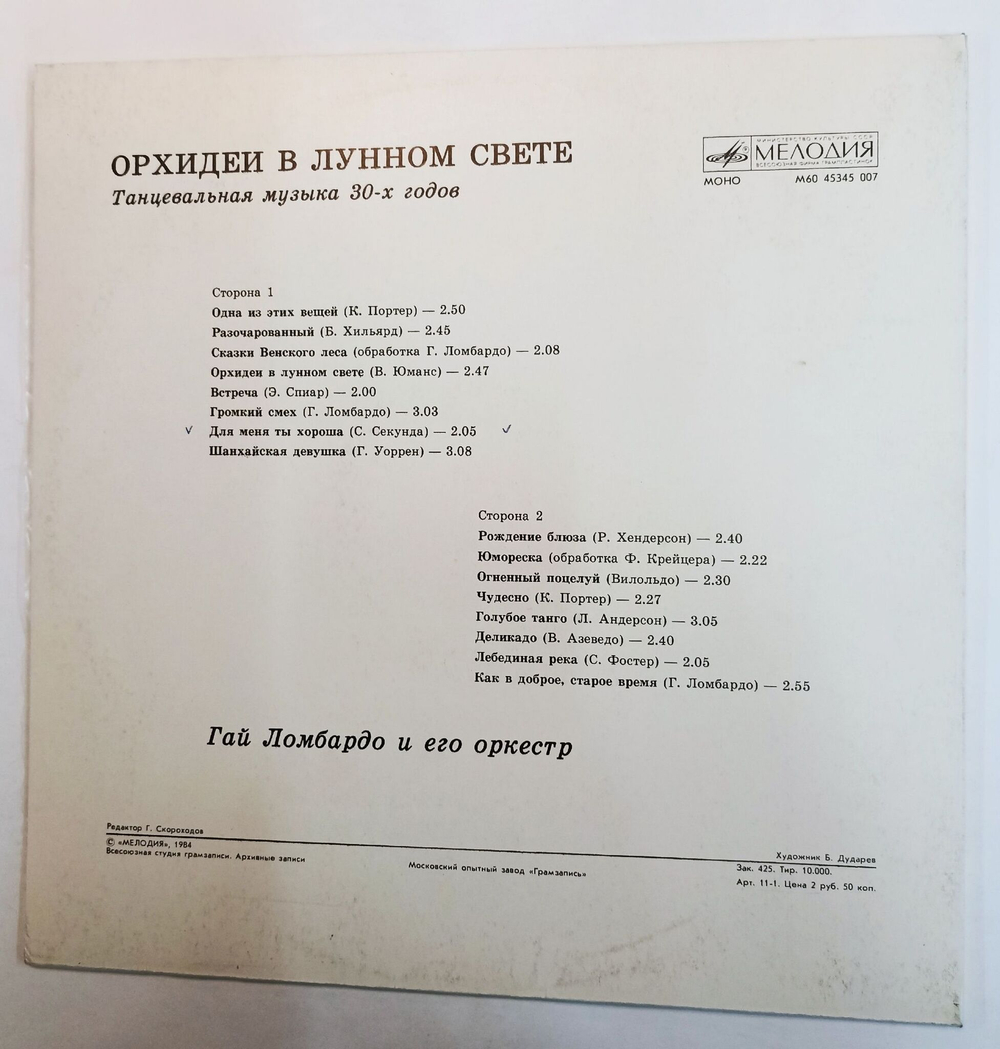 ОРХИДЕИ В ЛУННОМ СВЕТЕ
Танцевальная музыка 30-х годов
МИНИСТЕРСТВО КУЛЬТУРЫ СССР
МЕЛОДИЯ
ВСЕСОЮЗНАЯ ФИРМА ГРАМПЛАСТИНОК
МОНО М60 45345 007
Сторона 1
Одна из этих вещей (К. Портер) — 2.50
Разочарованный (Б. Хильярд) — 2.45
Сказки Венского леса (обработка Г. Ломбардо) — 2.08
Орхидеи в лунном свете (В. Юманс) — 2.47
Встреча (Э. Спиар) — 2.00
Громкий смех (Г. Ломбардо) — 3.03
Для меня ты хороша (С. Секунда) — 2.05
Шанхайская девушка (Г. Уоррен) — 3.08
Сторона 2
Рождение блюза (Р. Хендерсон) — 2.40
Юмореска (обработка Ф. Крейцера) — 2.22
Огненный поцелуй (Вилольдо) — 2.30
Чудесно (К. Портер) — 2.27
Голубое танго (Л. Андерсон) — 3.05
Деликадо (В. Азеведо) — 2.40
Лебединая река (С. Фостер) — 2.05
Как в доброе, старое время (Г. Ломбардо) — 2.55
Гай Ломбардо и его оркестр
Редактор Г. Скороходов
© «МЕЛОДИЯ», 1984
Всесоюзная студия грамзаписи. Архивные записи
Московский опытный завод «Грамзапись»
Художник Б. Дударев
Зак. 425. Тир. 10.000.
Арт. 11-1. Цена 2 руб. 50 коп.